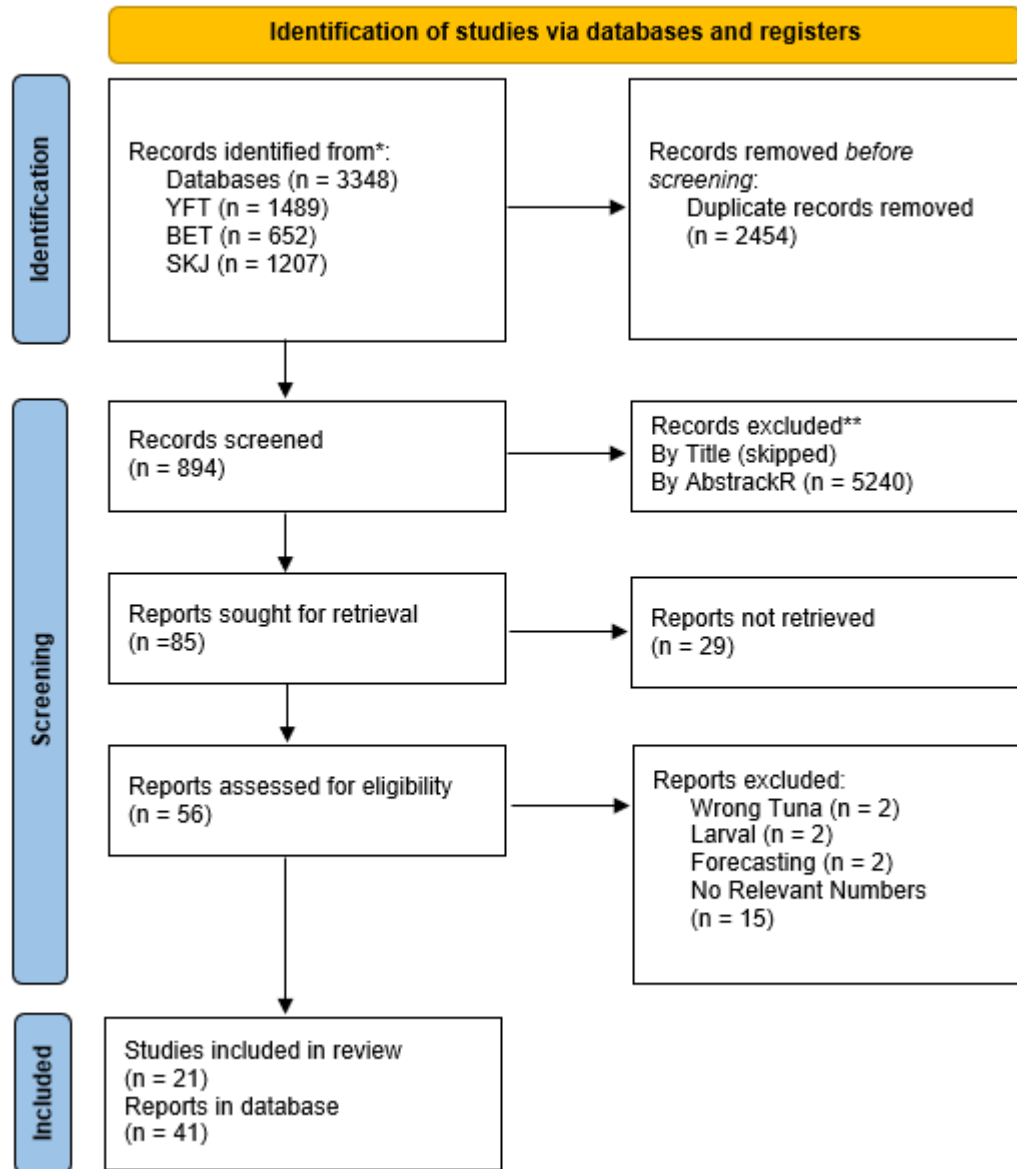 Identification of studies via databases and registers
Identification
Records identified from*:
Databases (n = 3348)
YFT (n = 1489)
BET (n = 652)
SKJ (n = 1207)
Records removed before
screening:
Duplicate records removed
(n = 2454)
Screening
Records screened
(n = 894)
Records excluded**
By Title (skipped)
By AbstrackR (n = 5240)
Reports sought for retrieval
(n =85)
Reports not retrieved
(n = 29)
Reports assessed for eligibility
(n = 56)
Reports excluded:
Wrong Tuna (n = 2)
Larval (n = 2)
Forecasting (n = 2)
No Relevant Numbers
(n = 15)
Included
Studies included in review
(n = 21)
Reports in database
(n = 41)